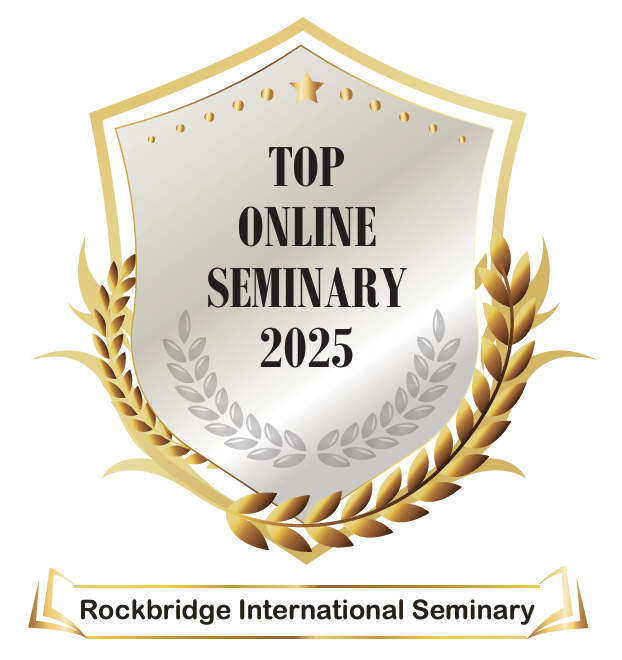 TOP
ONLINE
SEMINARY
2025
Rockbridge International Seminary